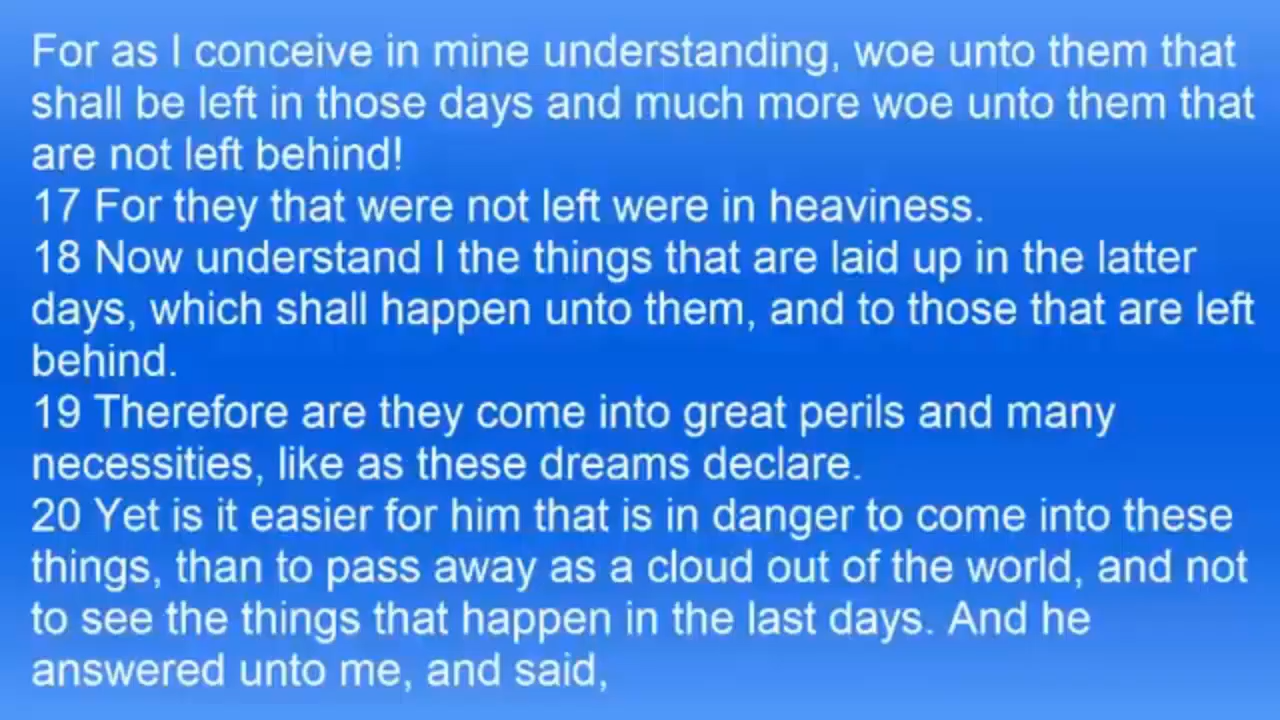 For as I conceive in mine understanding, woe unto them that
shall be left in those days and much more woe unto them that
are not left behind!
17 For they that were not left were in heaviness.
18 Now understand I the things that are laid up in the latter
days, which shall happen unto them, and to those that are left
behind.
19 Therefore are they come into great perils and many
necessities, like as these dreams declare.
20 Yet is it easier for him that is in danger to come into these
things, than to pass away as a cloud out of the world, and not
to see the things that happen in the last days. And he
answered unto me, and said,